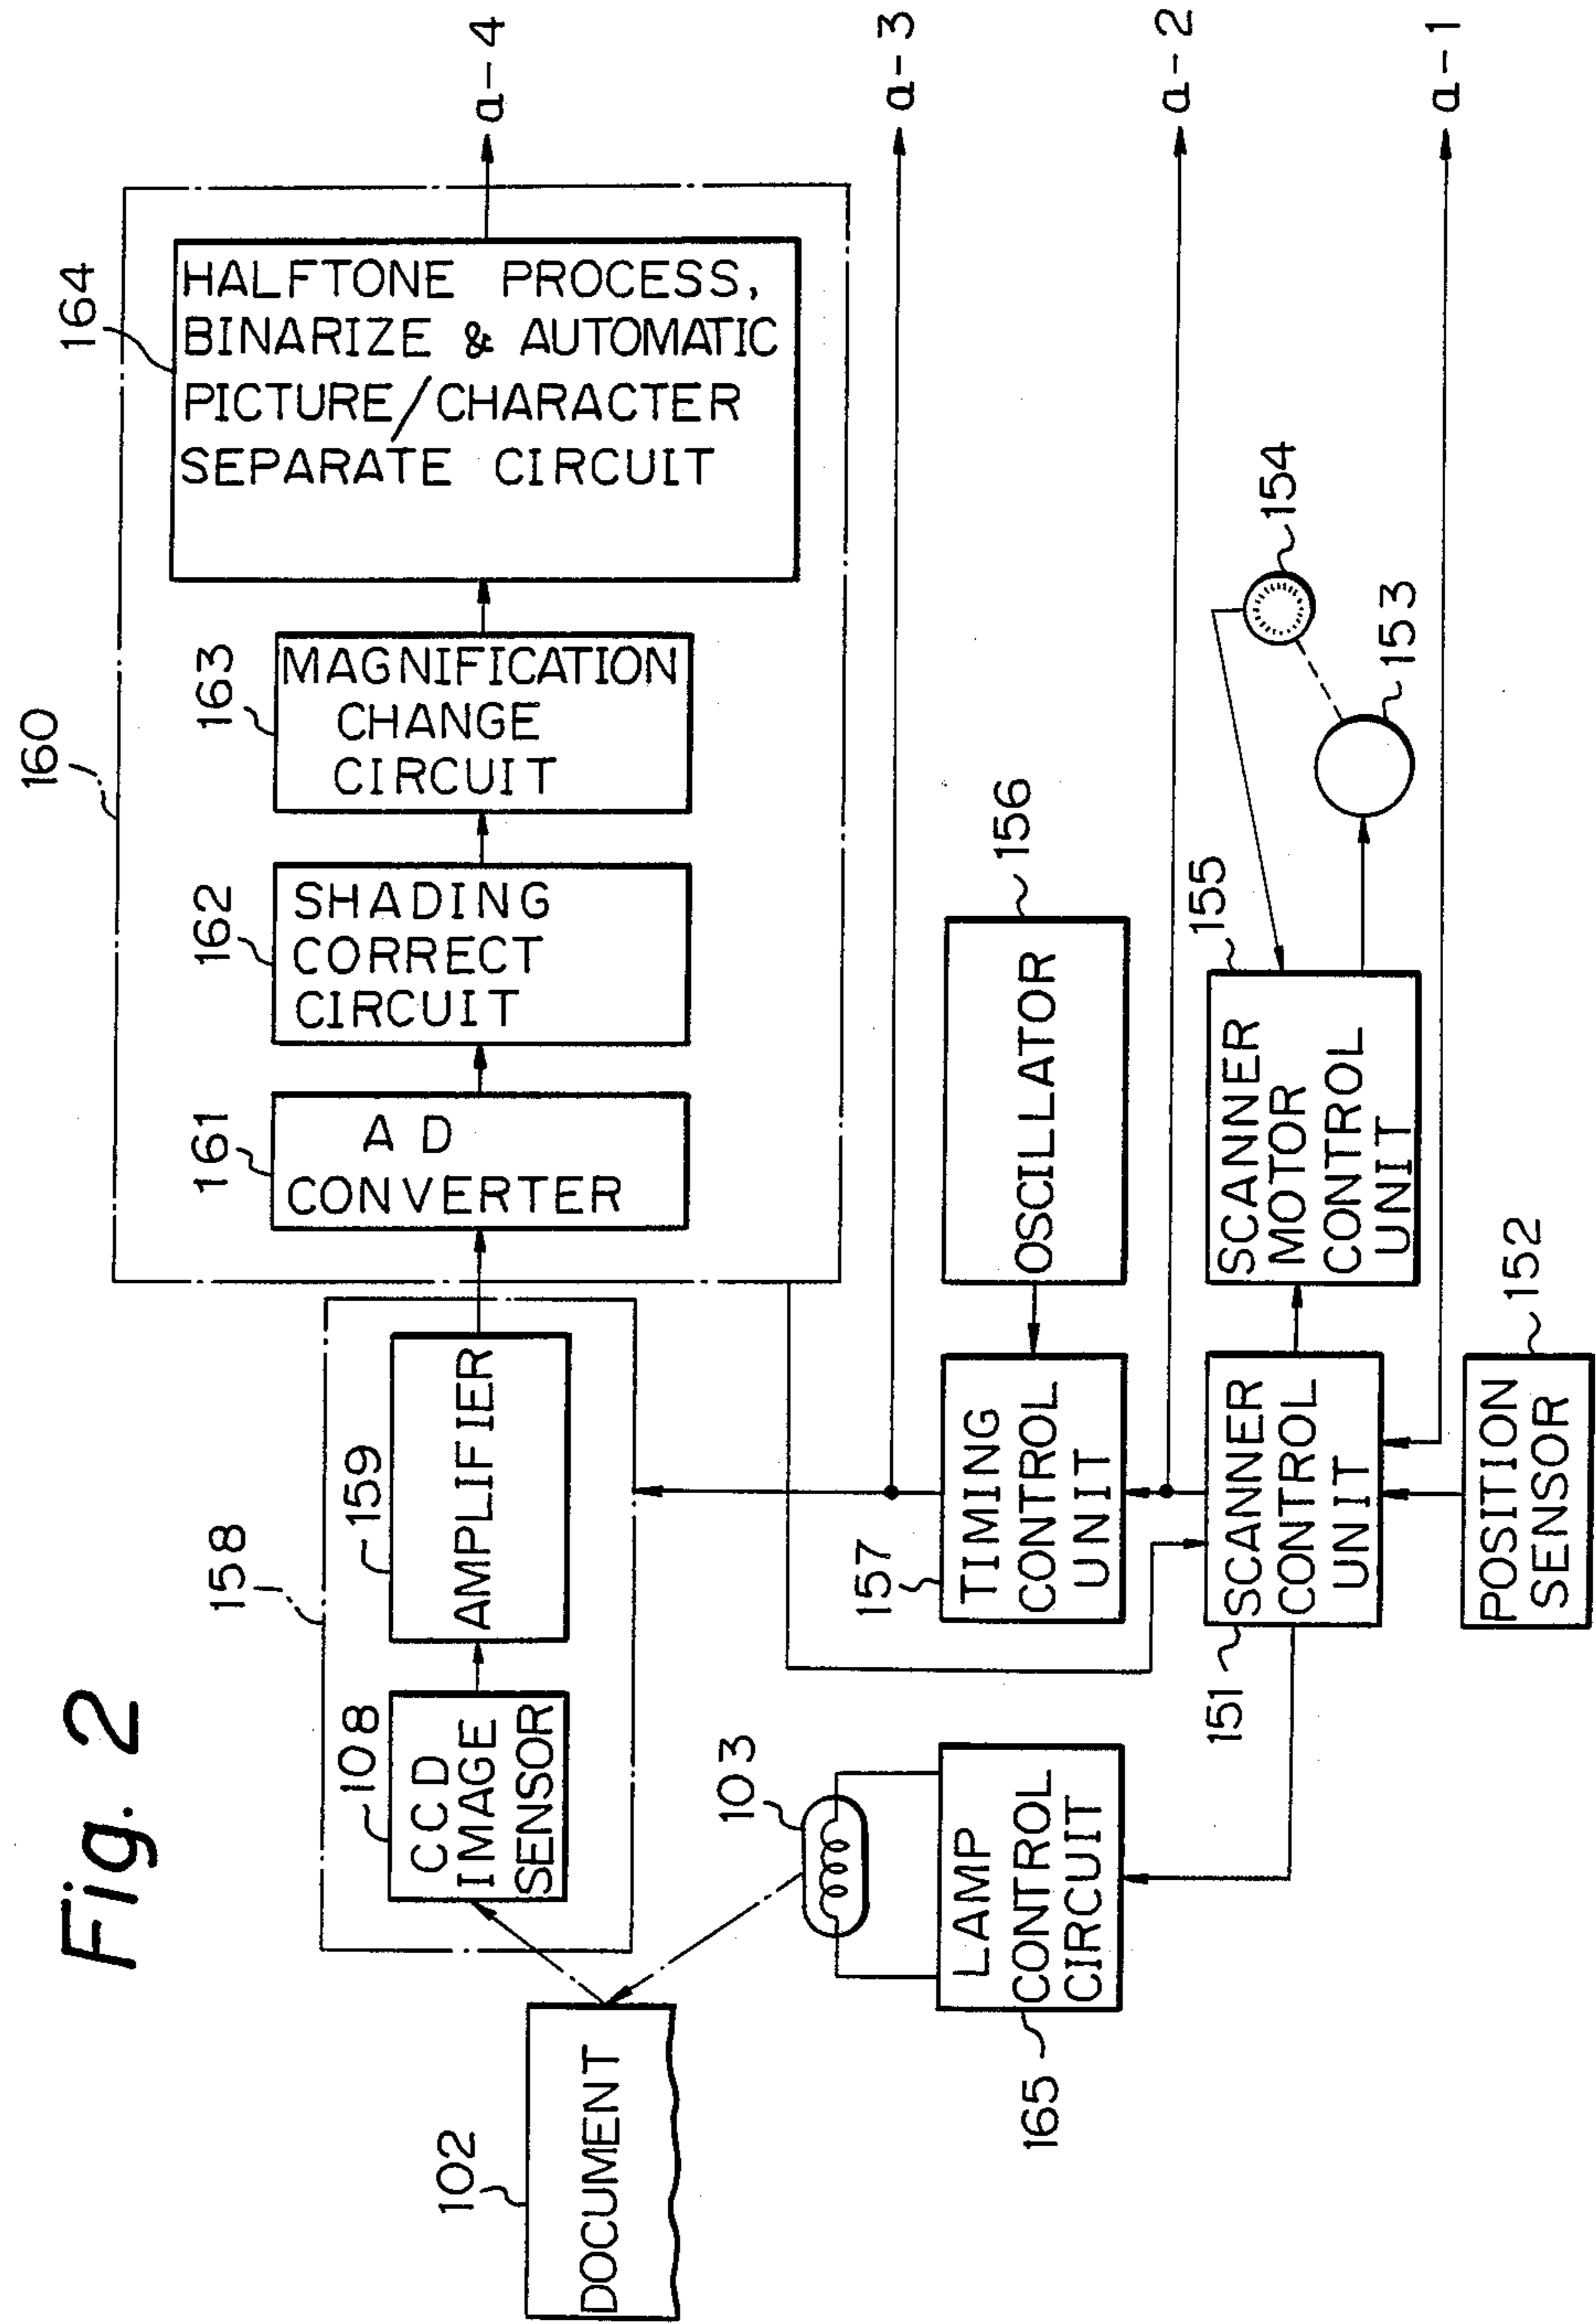 Fig. 2
160
164
HALFTONE PROCESS,
BINARIZE & AUTOMATIC
PICTURE/CHARACTER
SEPARATE CIRCUIT
a-4
163
MAGNIFICATION
CHANGE
CIRCUIT
162
SHADING
CORRECT
CIRCUIT
161
A D
CONVERTER
158
159
AMPLIFIER
108
CCD
IMAGE
SENSOR
102
DOCUMENT
103
165
LAMP
CONTROL
CIRCUIT
157
TIMING
CONTROL
UNIT
156
OSCILLATOR
a-3
a-2
151
SCANNER
CONTROL
UNIT
155
SCANNER
MOTOR
CONTROL
UNIT
154
153
a-1
152
POSITION
SENSOR